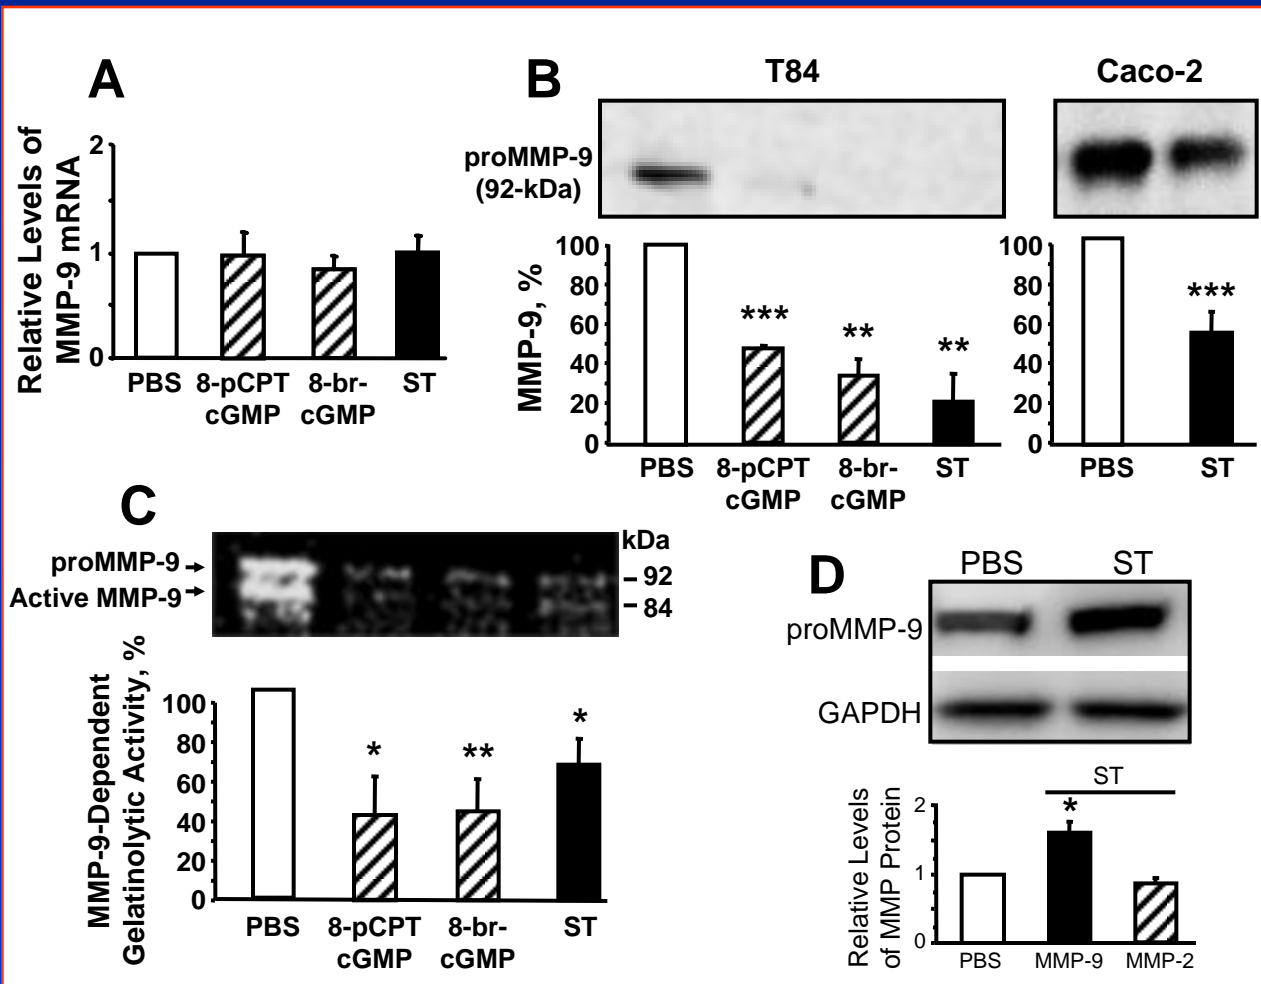 A
Relative Levels of
MMP-9 mRNA
2
1
0
PBS
8-pCPT
cGMP
8-br-
cGMP
ST
B
T84
Caco-2
proMMP-9
(92-kDa)
MMP-9, %
100
80
60
40
20
0
***
**
**
PBS
8-pCPT
cGMP
8-br-
cGMP
ST
100
80
60
40
20
0
***
PBS
ST
C
kDa
proMMP-9
Active MMP-9
92
84
MMP-9-Dependent
Gelatinolytic Activity, %
100
80
60
40
20
0
*
**
*
PBS
8-pCPT
cGMP
8-br-
cGMP
ST
D
PBS
ST
proMMP-9
GAPDH
Relative Levels
of MMP Protein
2
1
0
ST
*
PBS
MMP-9
MMP-2